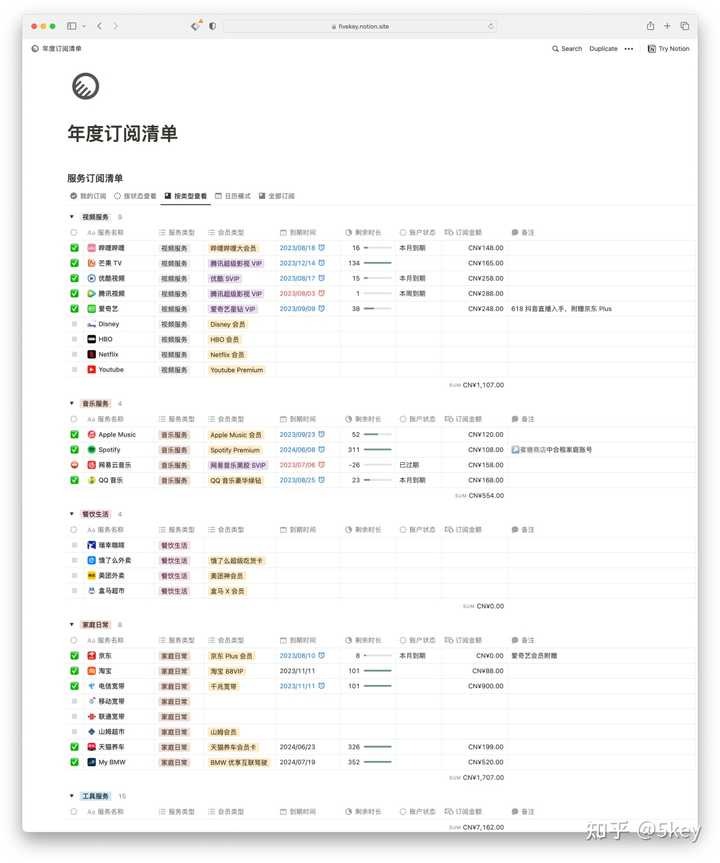 fivekey.notion.site
年度订阅清单 Search Duplicate ••• Try Notion
年度订阅清单
服务订阅清单
我的订阅 按状态查看 按类型查看 日历模式 全部订阅
视频服务 9
Aa 服务名称 服务类型 会员类型 到期时间 剩余时长 账户状态 订阅金额 备注
哔哩哔哩 视频服务 哔哩哔哩大会员 2023/08/18 16 本月到期 CN¥148.00
芒果 TV 视频服务 腾讯超级影视 VIP 2023/12/14 134 CN¥165.00
优酷视频 视频服务 优酷 SVIP 2023/08/17 15 本月到期 CN¥258.00
腾讯视频 视频服务 腾讯超级影视 VIP 2023/08/03 1 本周到期 CN¥288.00
爱奇艺 视频服务 爱奇艺星钻 VIP 2023/09/09 38 CN¥248.00 618 抖音直播入手，附赠京东 Plus
Disney 视频服务 Disney 会员
HBO 视频服务 HBO 会员
Netflix 视频服务 Netflix 会员
Youtube 视频服务 Youtube Premium
SUM CN¥1,107.00
音乐服务 4
Aa 服务名称 服务类型 会员类型 到期时间 剩余时长 账户状态 订阅金额 备注
Apple Music 音乐服务 Apple Music 会员 2023/09/23 52 CN¥120.00
Spotify 音乐服务 Spotify Premium 2024/06/08 311 CN¥108.00 蜜糖商店中合租家庭账号
网易云音乐 音乐服务 网易音乐黑胶 SVIP 2023/07/06 -26 已过期 CN¥158.00
QQ 音乐 音乐服务 QQ 音乐豪华绿钻 2023/08/25 23 本月到期 CN¥168.00
SUM CN¥554.00
餐饮生活 4
Aa 服务名称 服务类型 会员类型 到期时间 剩余时长 账户状态 订阅金额 备注
瑞幸咖啡 餐饮生活
饿了么外卖 餐饮生活 饿了么超级吃货卡
美团外卖 餐饮生活 美团神会员
盒马超市 餐饮生活 盒马 X 会员
SUM CN¥0.00
家庭日常 8
Aa 服务名称 服务类型 会员类型 到期时间 剩余时长 账户状态 订阅金额 备注
京东 家庭日常 京东 Plus 会员 2023/08/10 8 本月到期 CN¥0.00 爱奇艺会员附赠
淘宝 家庭日常 淘宝 88VIP 2023/11/11 101 CN¥88.00
电信宽带 家庭日常 千兆宽带 2023/11/11 101 CN¥900.00
移动宽带 家庭日常
联通宽带 家庭日常
山姆超市 家庭日常 山姆会员
天猫养车 家庭日常 天猫养车会员卡 2024/06/23 326 CN¥199.00
My BMW 家庭日常 BMW 优享互联驾驶 2024/07/19 352 CN¥520.00
SUM CN¥1,707.00
工具服务 15
Aa 服务名称 服务类型 会员类型 到期时间 剩余时长 账户状态 订阅金额 备注
SUM CN¥7,162.00
知乎 @5key